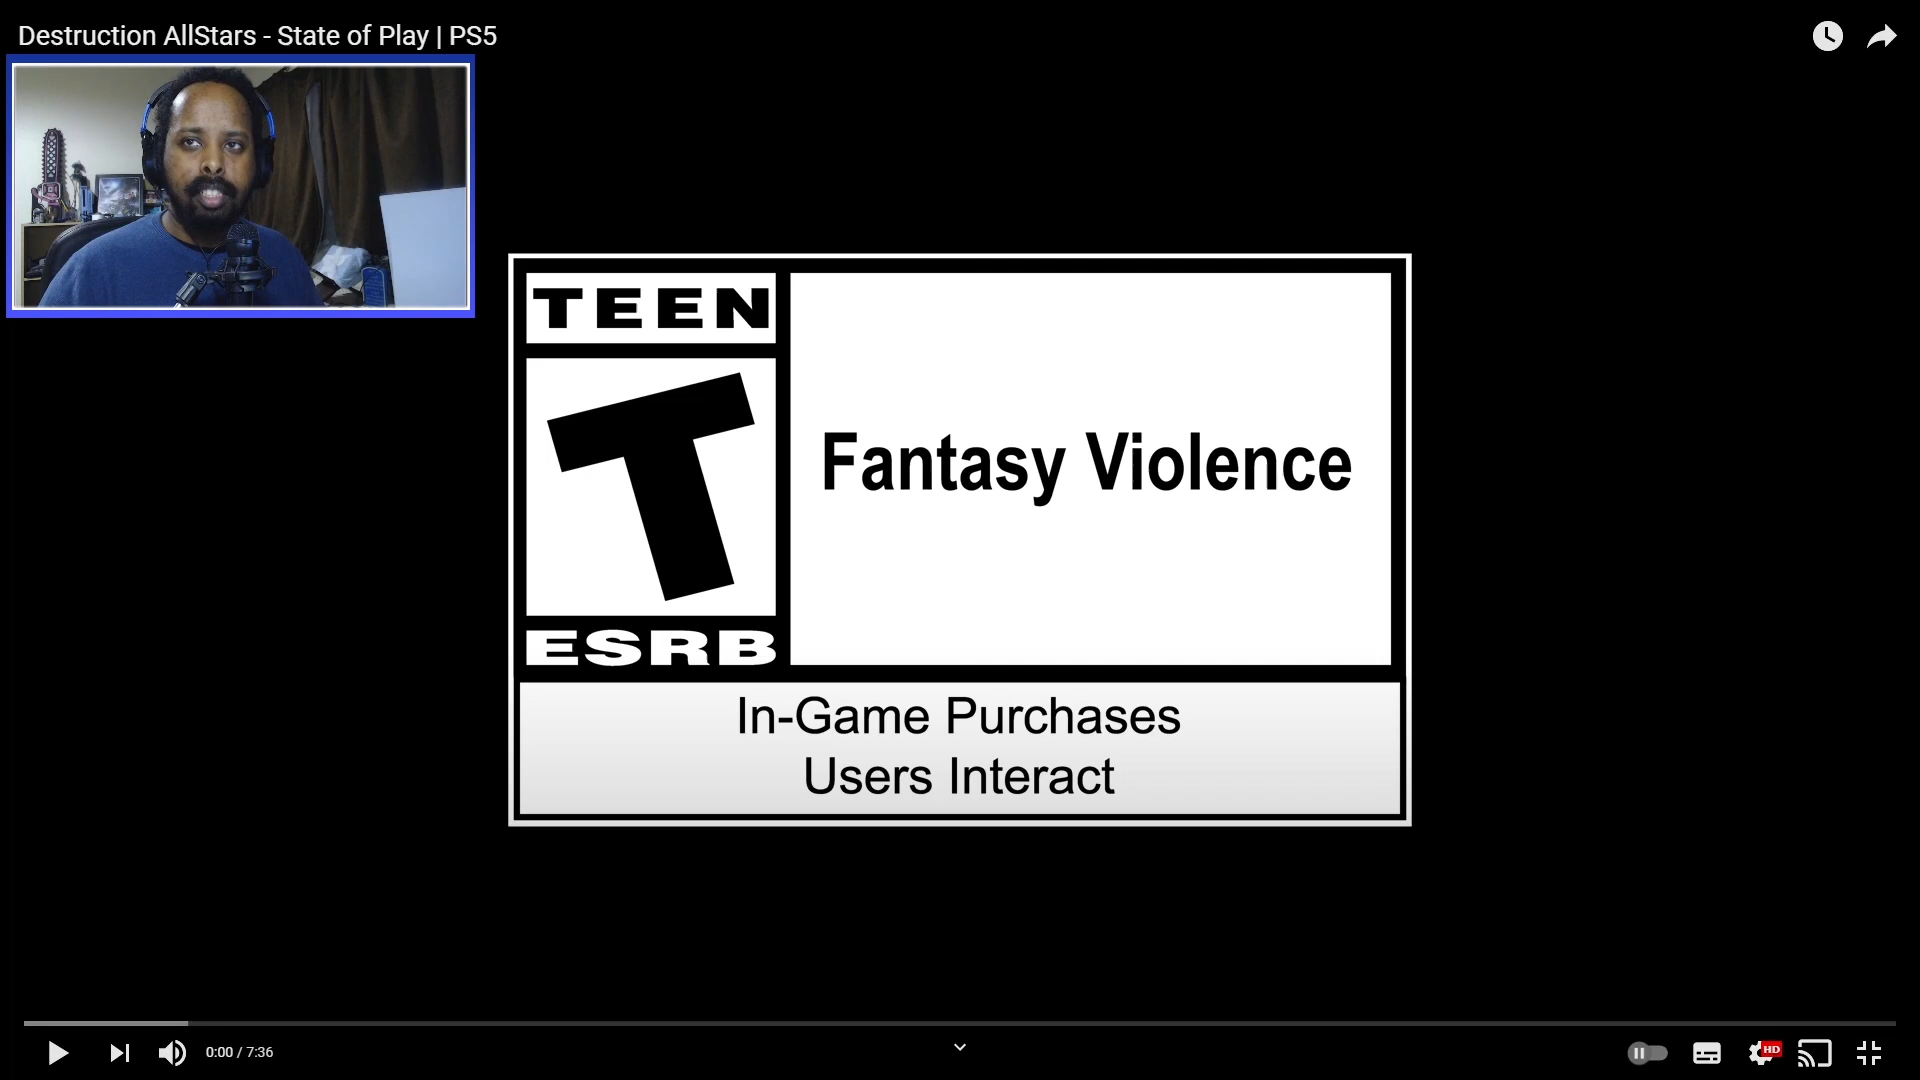 Destruction AllStars - State of Play | PS5
TEEN
T
ESRB
Fantasy Violence
In-Game Purchases
Users Interact
0:00 / 7:36
HD